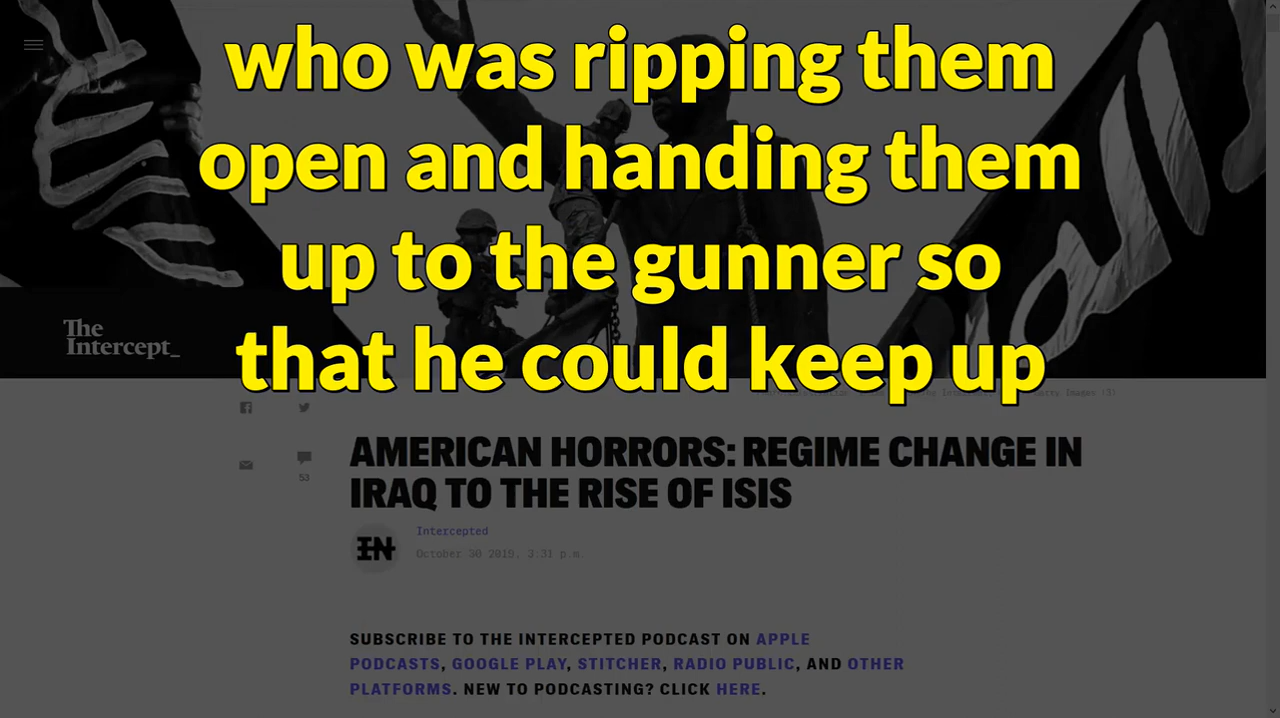 who was ripping them
open and handing them
up to the gunner so
that he could keep up
The
Intercept_
53
AMERICAN HORRORS: REGIME CHANGE IN
IRAQ TO THE RISE OF ISIS
IN
Intercepted
October 30 2019, 3:31 p.m.
SUBSCRIBE TO THE INTERCEPTED PODCAST ON APPLE
PODCASTS, GOOGLE PLAY, STITCHER, RADIO PUBLIC, AND OTHER
PLATFORMS. NEW TO PODCASTING? CLICK HERE.